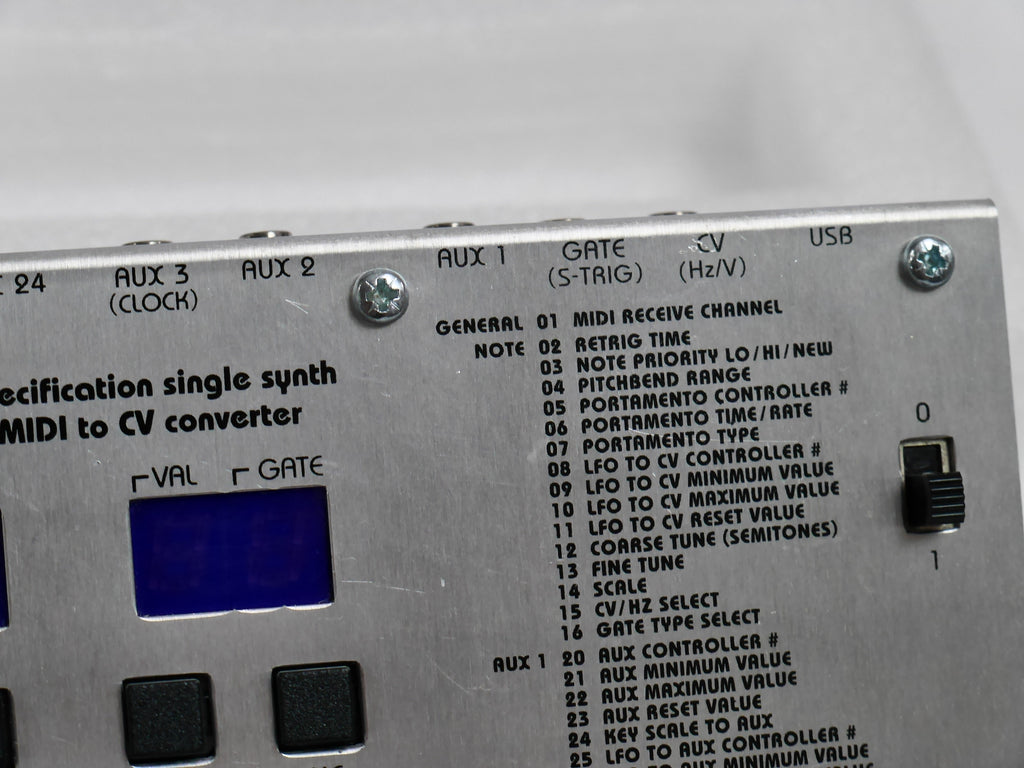 24
AUX 3
(CLOCK)
AUX 2
AUX 1
GATE
(S-TRIG)
CV
(Hz/V)
USB
GENERAL 01 MIDI RECEIVE CHANNEL
NOTE 02 RETRIG TIME
03 NOTE PRIORITY LO/HI/NEW
04 PITCHBEND RANGE
05 PORTAMENTO CONTROLLER #
06 PORTAMENTO TIME/RATE
07 PORTAMENTO TYPE
08 LFO TO CV CONTROLLER #
09 LFO TO CV MINIMUM VALUE
10 LFO TO CV MAXIMUM VALUE
11 LFO TO CV RESET VALUE
12 COARSE TUNE (SEMITONES)
13 FINE TUNE
14 SCALE
15 CV/HZ SELECT
16 GATE TYPE SELECT
AUX 1 20 AUX CONTROLLER #
21 AUX MINIMUM VALUE
22 AUX MAXIMUM VALUE
23 AUX RESET VALUE
24 KEY SCALE TO AUX
25 LFO TO AUX CONTROLLER #
TO AUX MINIMUM VALUE
ecification single synth
MIDI to CV converter
VAL GATE
0
1